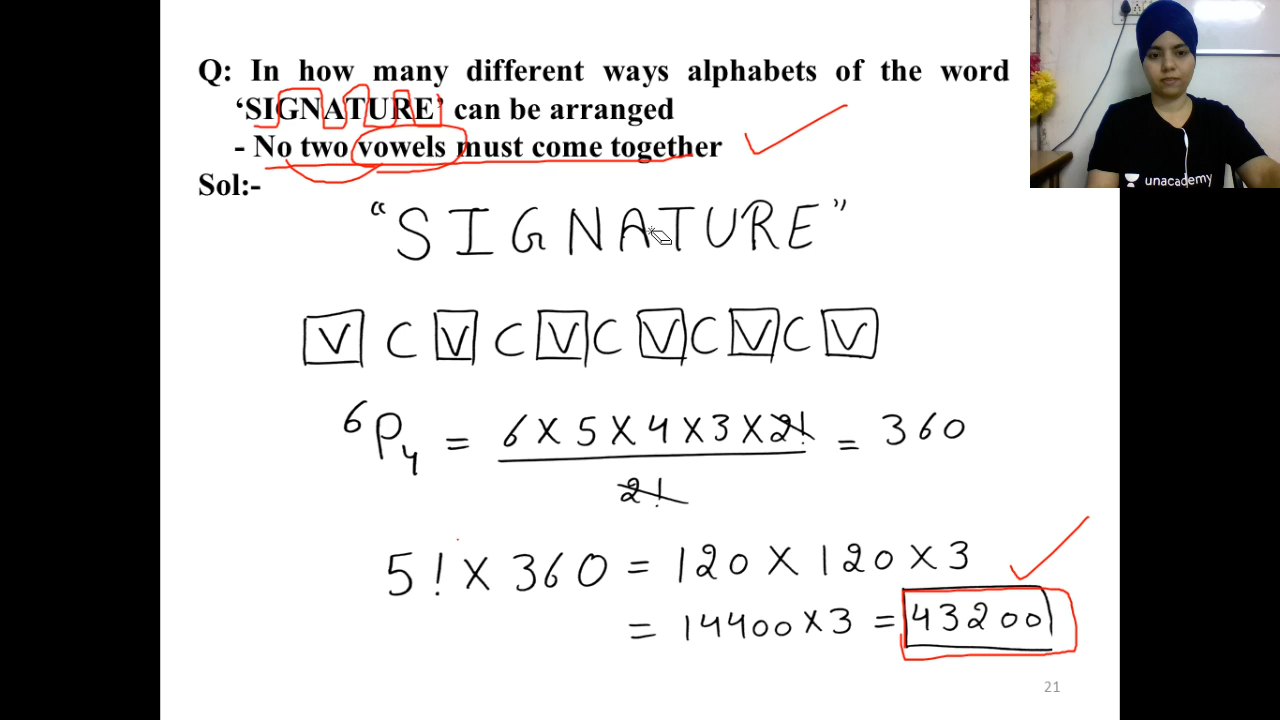 Q: In how many different ways alphabets of the word
‘SIGNATURE’ can be arranged
- No two vowels must come together
Sol:-
“SIGNATURE”
V C V C V C V C V C V
⁶P₄ = 6 X 5 X 4 X 3 X 2! / 2! = 360
5! X 360 = 120 X 120 X 3
= 14400 X 3 = 43200
21
unacademy